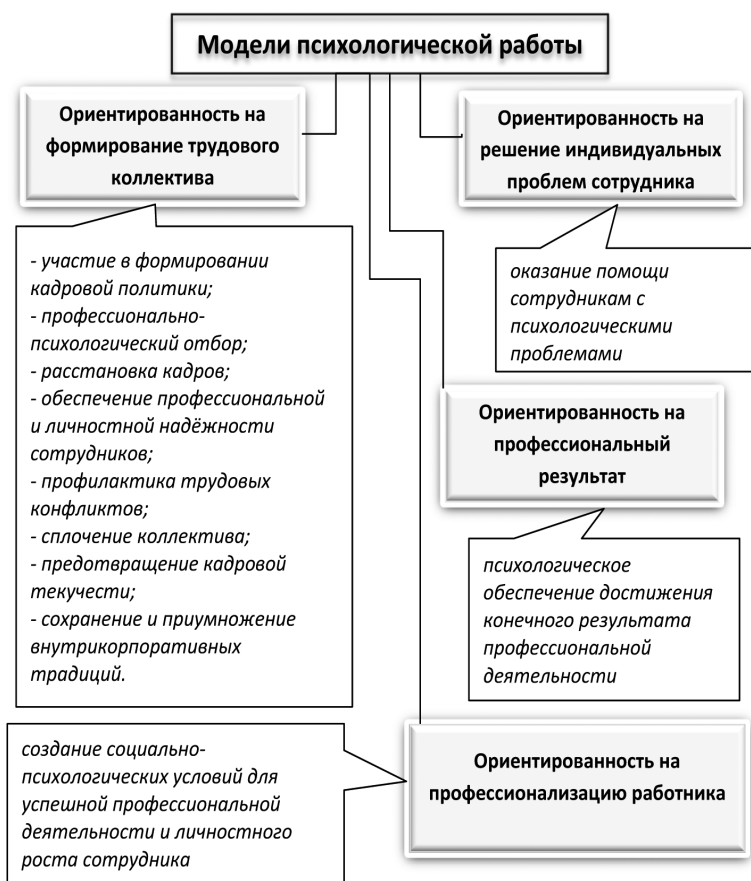 Модели психологической работы
Ориентированность на
формирование трудового
коллектива
- участие в формировании
кадровой политики;
- профессионально-
психологический отбор;
- расстановка кадров;
- обеспечение профессиональной
и личностной надёжности
сотрудников;
- профилактика трудовых
конфликтов;
- сплочение коллектива;
- предотвращение кадровой
текучести;
- сохранение и приумножение
внутрикорпоративных
традиций.
Ориентированность на
решение индивидуальных
проблем сотрудника
оказание помощи
сотрудникам с
психологическими
проблемами
Ориентированность на
профессиональный
результат
психологическое
обеспечение достижения
конечного результата
профессиональной
деятельности
Ориентированность на
профессионализацию работника
создание социально-
психологических условий для
успешной профессиональной
деятельности и личностного
роста сотрудника